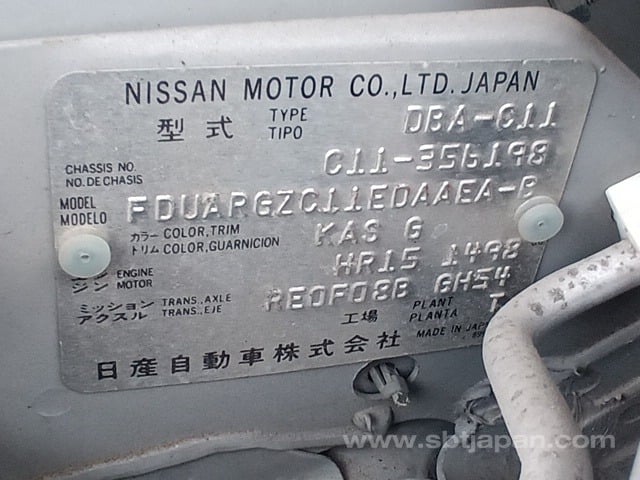 NISSAN MOTOR CO.,LTD. JAPAN
型式 TYPE TIPO DBA-C11
CHASSIS NO. NO. DE CHASIS C11-356198
MODEL MODELO FDUARGZC11EDAAEA-B
カラー トリム COLOR,TRIM COLOR,GUARNICION KAS G
ジン ENGINE MOTOR HR15 1498
ミッション アクスル TRANS.,AXLE TRANS.,EJE RE0F08B GH54
工場 PLANT PLANTA T
日産自動車株式会社 MADE IN JAP
www.sbtjapan.com